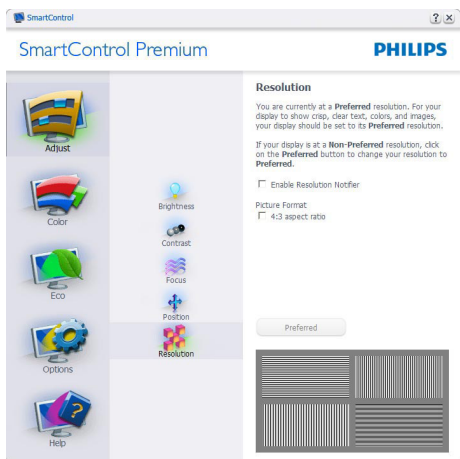 SmartControl
SmartControl Premium
PHILIPS
Adjust
Color
Eco
Options
Help
Brightness
Contrast
Focus
Position
Resolution
Resolution
You are currently at a Preferred resolution. For your
display to show crisp, clear text, colors, and images,
your display should be set to its Preferred resolution.
If your display is at a Non-Preferred resolution, click
on the Preferred button to change your resolution to
Preferred.
Enable Resolution Notifier
Picture Format
4:3 aspect ratio
Preferred